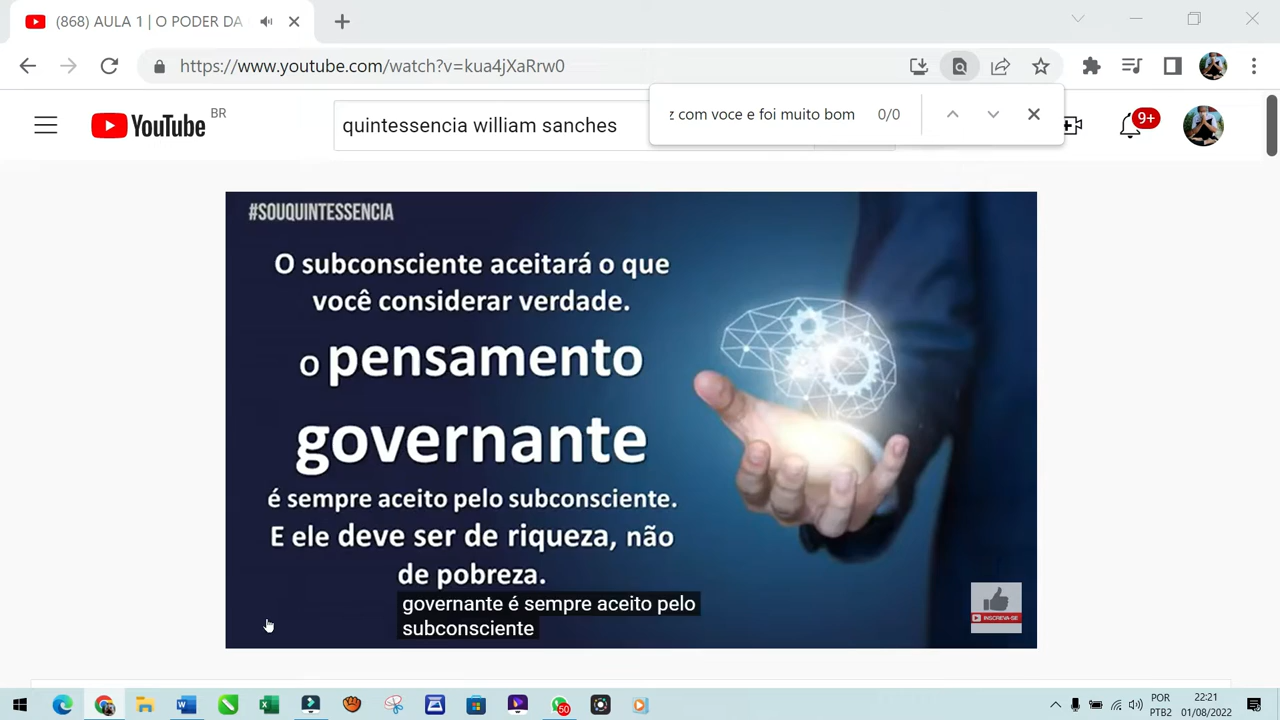 (868) AULA 1 | O PODER DA
https://www.youtube.com/watch?v=kua4jXaRrw0
z com voce e foi muito bom 0/0
YouTube BR
quintessencia william sanches
9+
#SOUQUINTESSENCIA
O subconsciente aceitará o que
você considerar verdade.
o pensamento
governante
é sempre aceito pelo subconsciente.
E ele deve ser de riqueza, não
de pobreza.
governante é sempre aceito pelo
subconsciente
INSCREVA-SE
50
POR
PTB2
22:21
01/08/2022